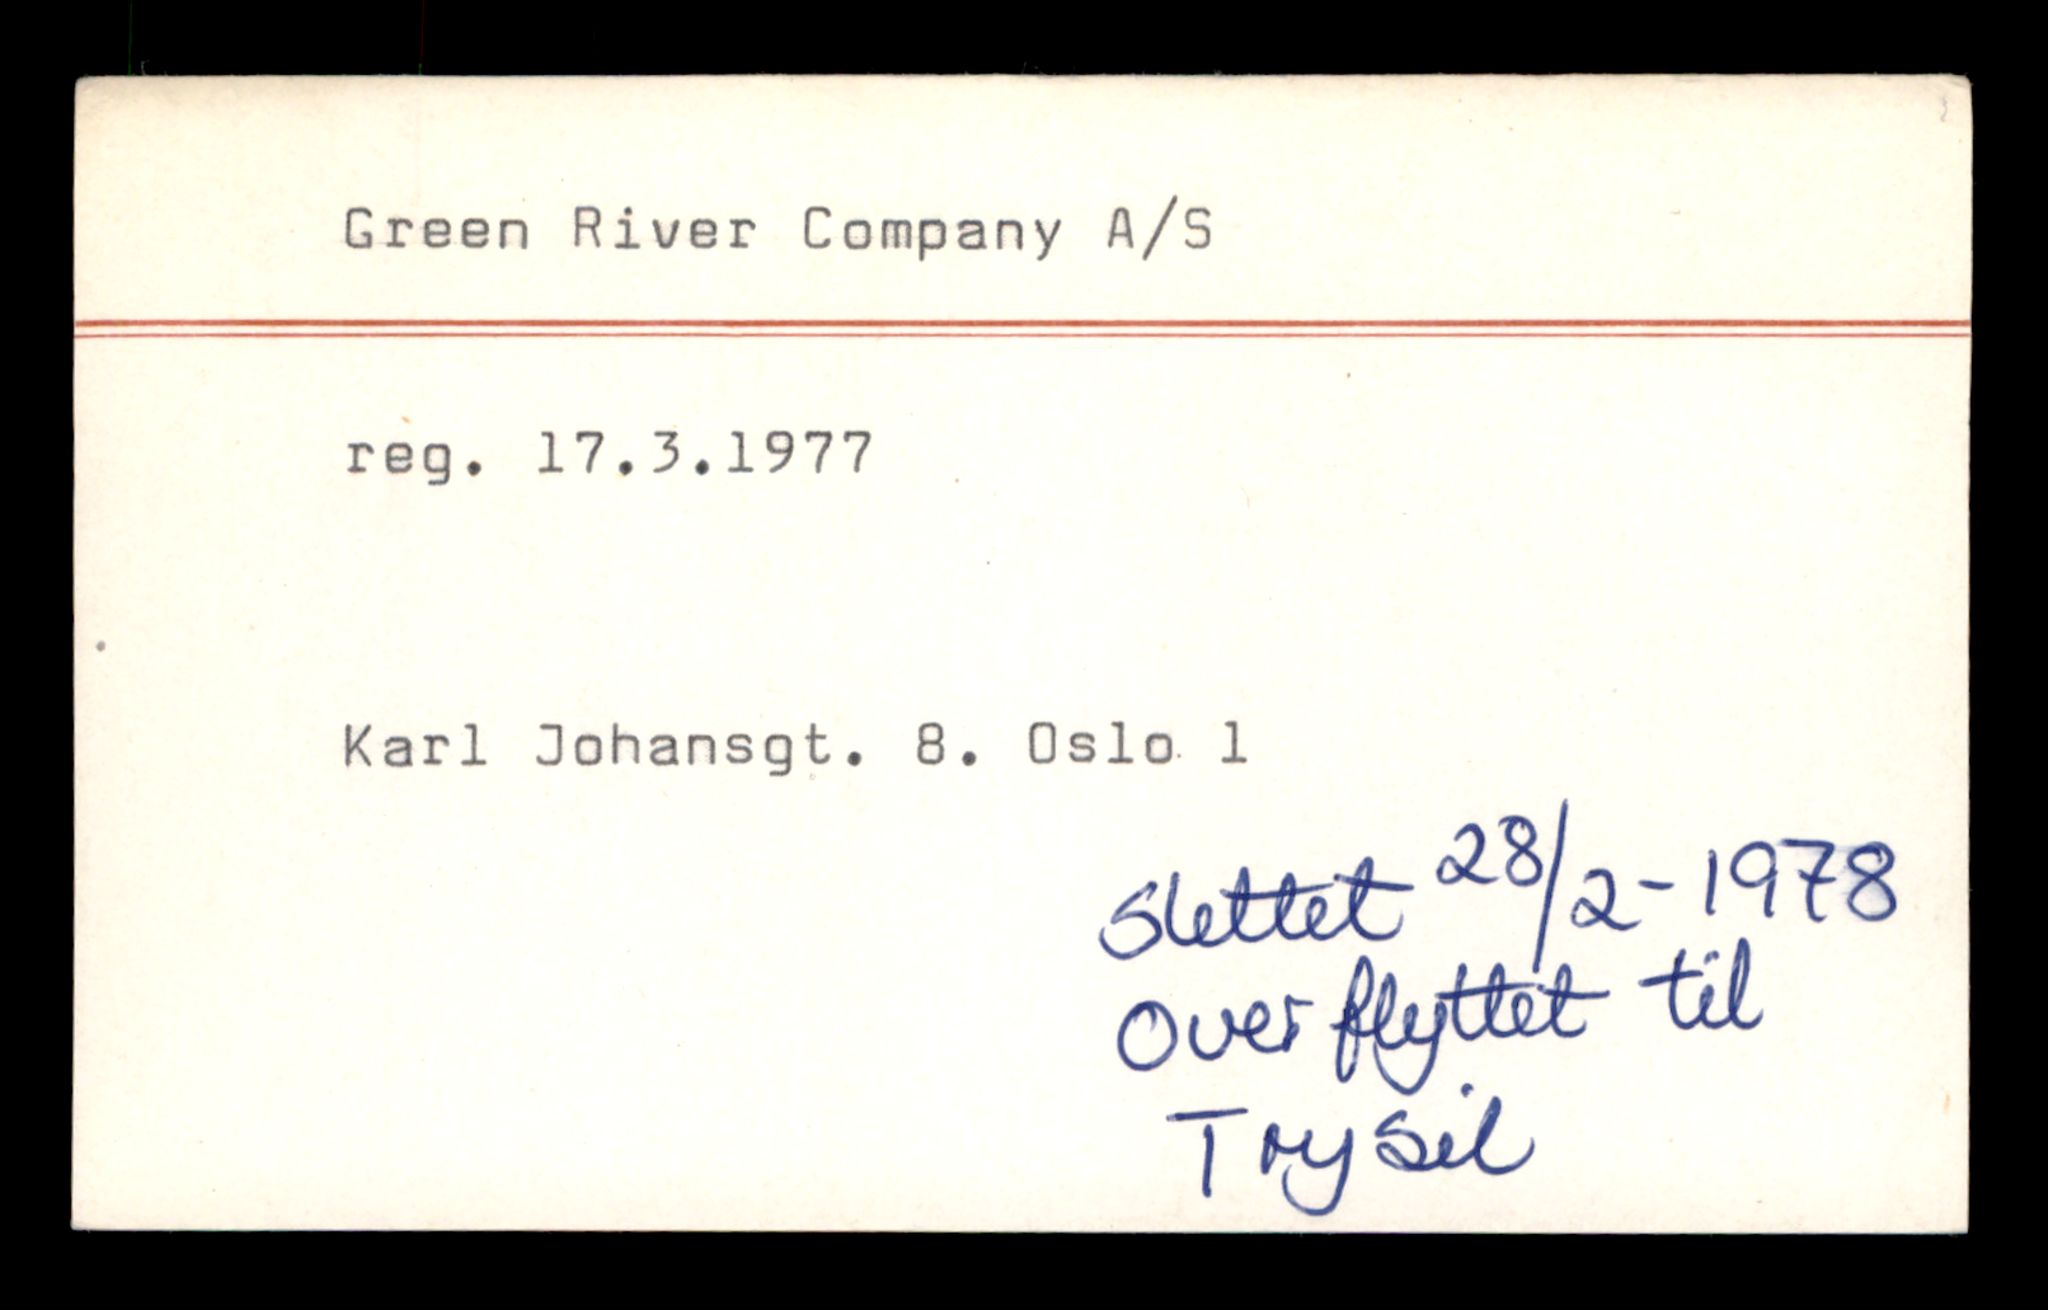 Green River Company A/S
reg. 17.3.1977
Karl Johansgt. 8. Oslo 1
Slettet 28/2-1978
Overflyttet til
Trysil